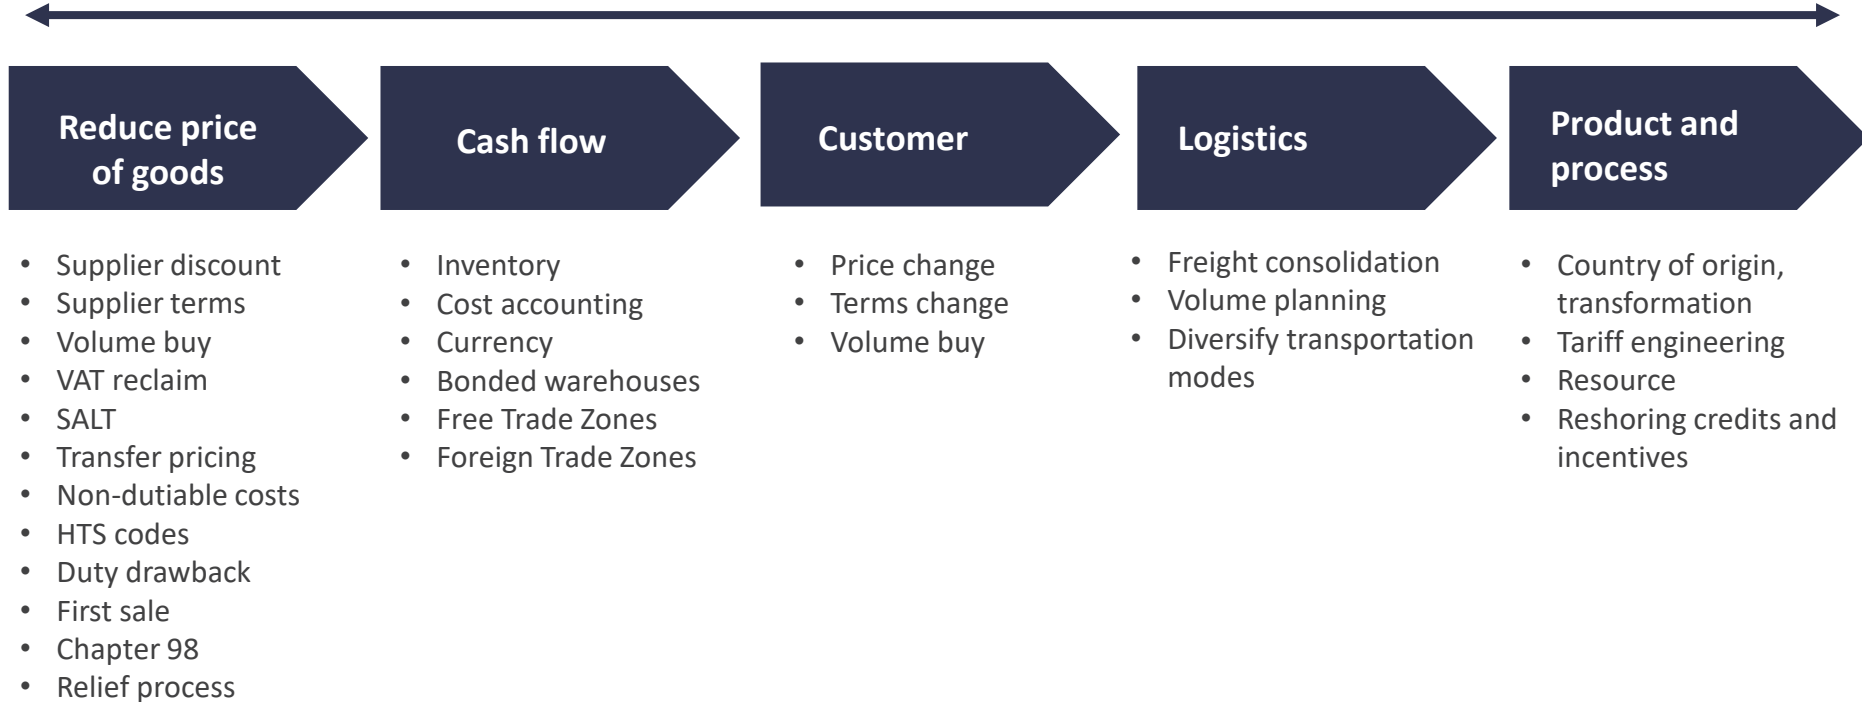 Reduce price
of goods
• Supplier discount
• Supplier terms
• Volume buy
• VAT reclaim
• SALT
• Transfer pricing
• Non-dutiable costs
• HTS codes
• Duty drawback
• First sale
• Chapter 98
• Relief process
Cash flow
• Inventory
• Cost accounting
• Currency
• Bonded warehouses
• Free Trade Zones
• Foreign Trade Zones
Customer
• Price change
• Terms change
• Volume buy
Logistics
• Freight consolidation
• Volume planning
• Diversify transportation
modes
Product and
process
• Country of origin,
transformation
• Tariff engineering
• Resource
• Reshoring credits and
incentives